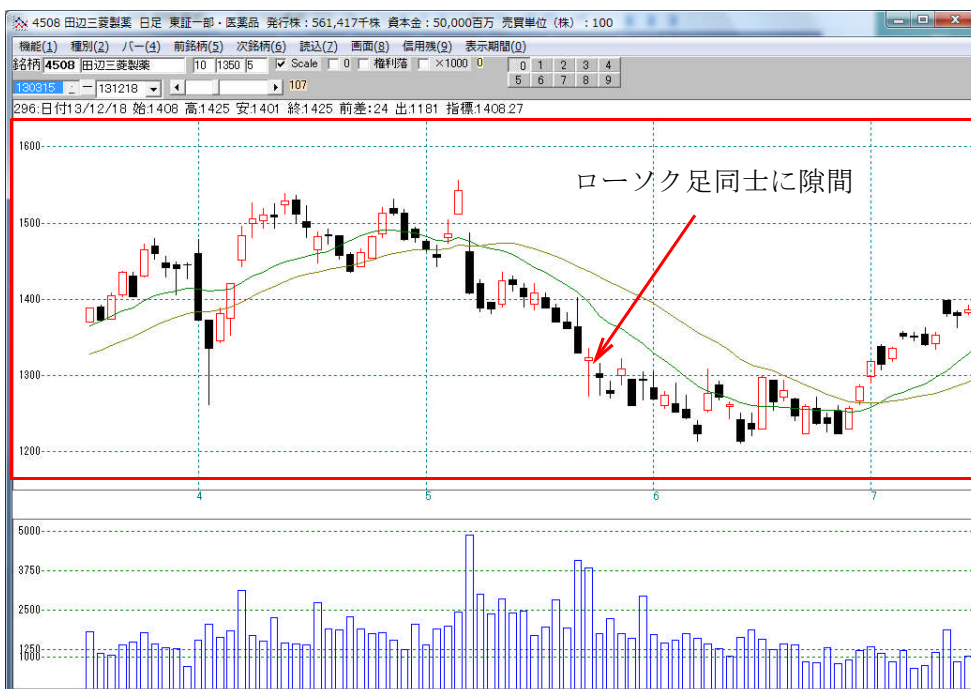 4508 田辺三菱製薬 日足 東証一部・医薬品 発行株：561,417千株 資本金：50,000百万 売買単位（株）：100
機能(1) 種別(2) バー(4) 前銘柄(5) 次銘柄(6) 読込(7) 画面(8) 信用残(9) 表示期間(0)
銘柄 4508 田辺三菱製薬 10 1350 5 Scale 0 権利落 ×1000 0 0 1 2 3 4
5 6 7 8 9
130315 － 131218 107
296:日付13/12/18 始:1408 高:1425 安:1401 終:1425 前差:24 出:1181 指標:1408.27
1600
ローソク足同士に隙間
1500
1400
1300
1200
4 5 6 7
5000
3750
2500
1250
1000